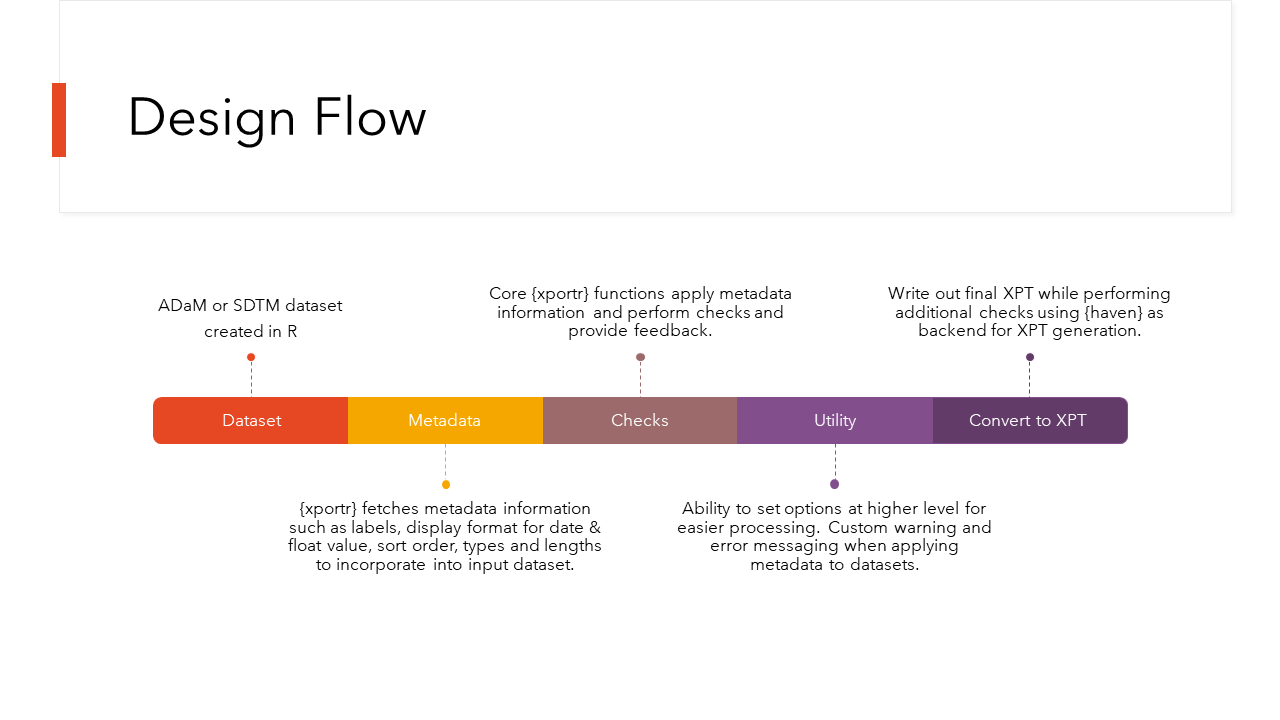 Design Flow
ADaM or SDTM dataset
created in R
Core {xportr} functions apply metadata
information and perform checks and
provide feedback.
Write out final XPT while performing
additional checks using {haven} as
backend for XPT generation.
Dataset
Metadata
Checks
Utility
Convert to XPT
{xportr} fetches metadata information
such as labels, display format for date &
float value, sort order, types and lengths
to incorporate into input dataset.
Ability to set options at higher level for
easier processing. Custom warning and
error messaging when applying
metadata to datasets.